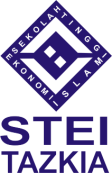 SEKOLAH TINGGI
EKONOMI ISLAM
STEI
TAZKIA